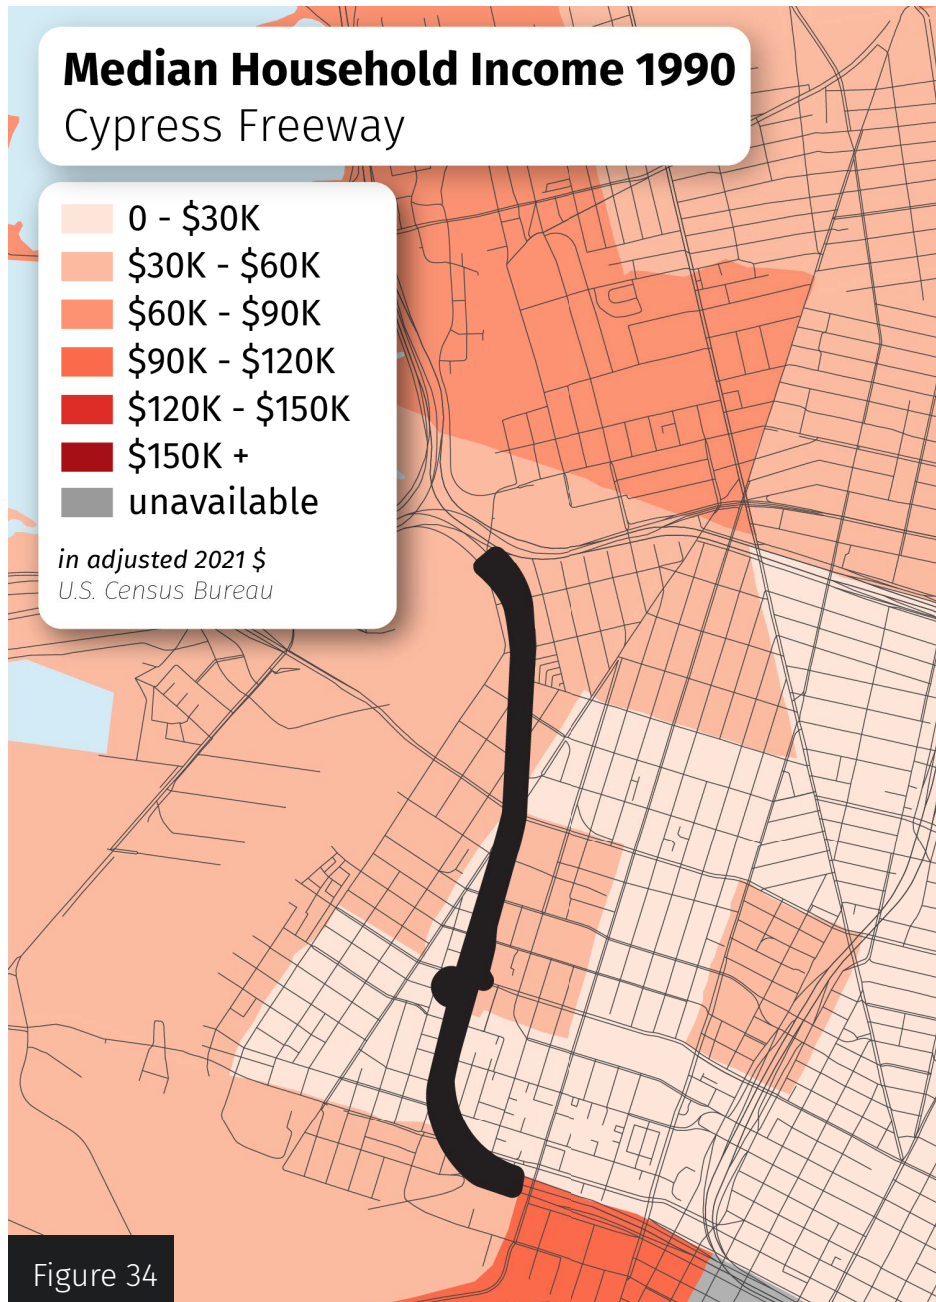 Median Household Income 1990
Cypress Freeway
0 - $30K
$30K - $60K
$60K - $90K
$90K - $120K
$120K - $150K
$150K +
unavailable
in adjusted 2021 $
U.S. Census Bureau
Figure 34